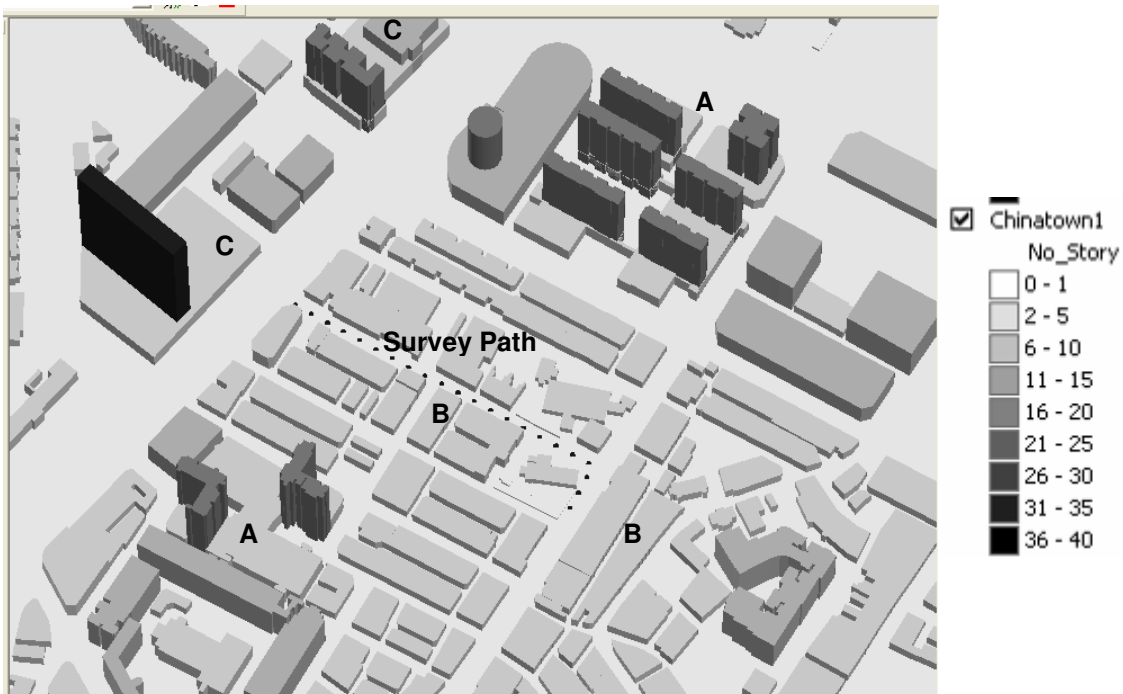 C
A
C
Survey Path
B
A
B
Chinatown1
No_Story
0 - 1
2 - 5
6 - 10
11 - 15
16 - 20
21 - 25
26 - 30
31 - 35
36 - 40